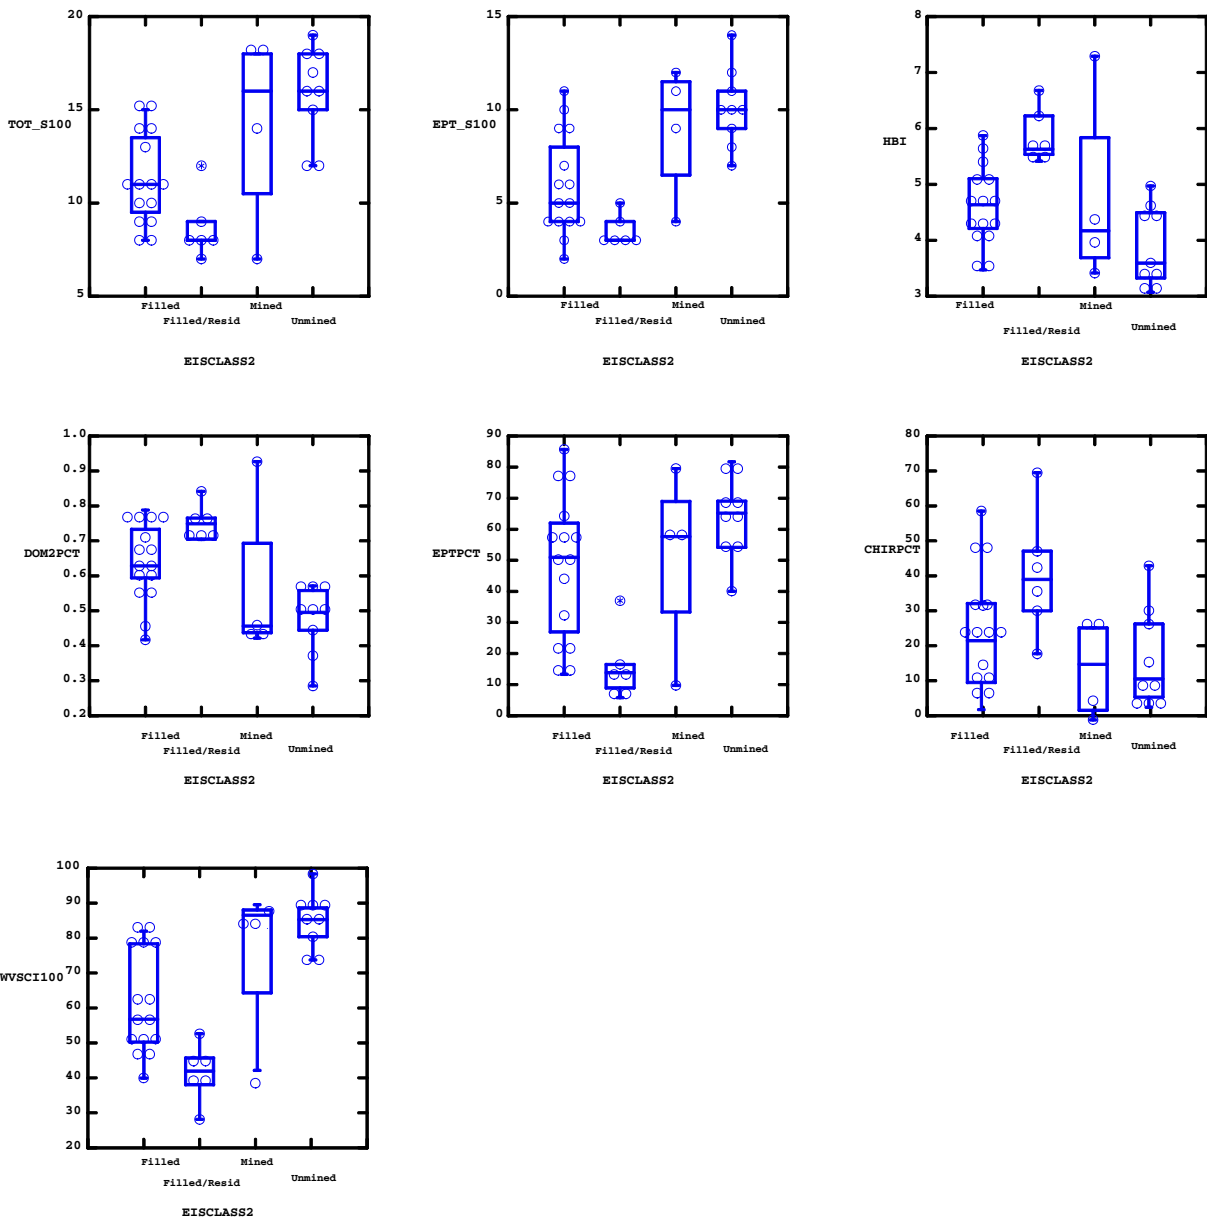 20
15
TOT_S100
10
5
Filled
Mined
Filled/Resid
Unmined
EISCLASS2
15
10
EPT_S100
5
0
Filled
Mined
Filled/Resid
Unmined
EISCLASS2
8
7
6
HBI
5
4
3
Filled
Mined
Filled/Resid
Unmined
EISCLASS2
1.0
0.9
0.8
0.7
DOM2PCT
0.6
0.5
0.4
0.3
0.2
Filled
Mined
Filled/Resid
Unmined
EISCLASS2
90
80
70
60
EPTPCT
50
40
30
20
10
0
Filled
Mined
Filled/Resid
Unmined
EISCLASS2
80
70
60
50
CHIRPCT
40
30
20
10
0
Filled
Mined
Filled/Resid
Unmined
EISCLASS2
100
90
80
70
WVSCI100
60
50
40
30
20
Filled
Mined
Filled/Resid
Unmined
EISCLASS2